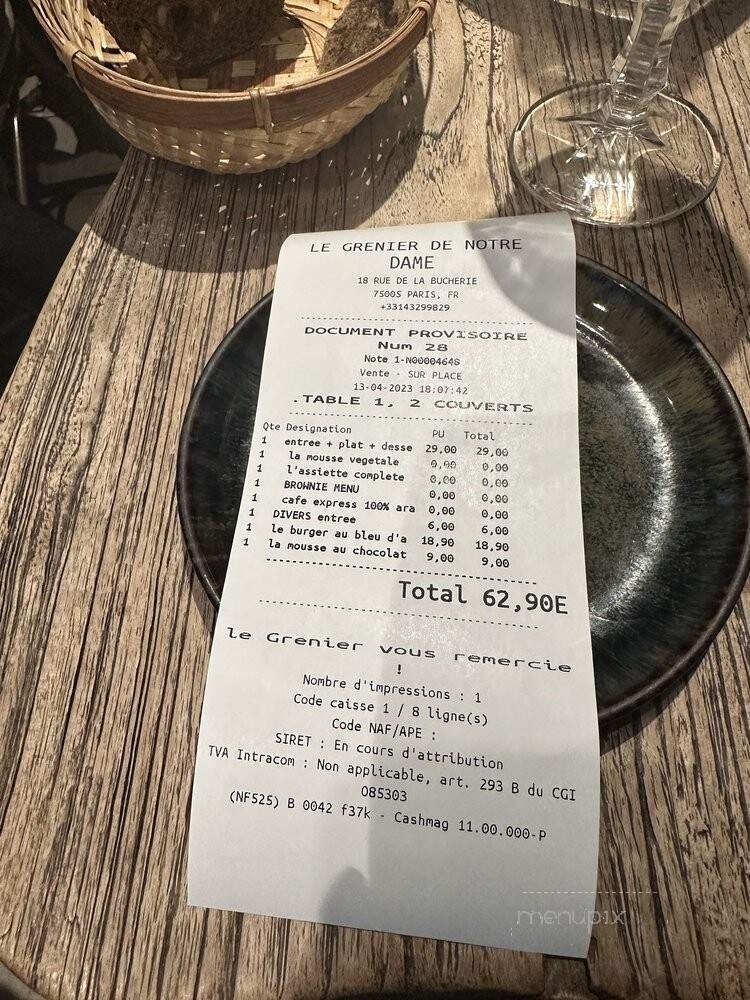 LE GRENIER DE NOTRE
DAME
18 RUE DE LA BUCHERIE
75005 PARIS, FR
+33143299829
DOCUMENT PROVISOIRE
Num 28
Note 1-N00004648
Vente - SUR PLACE
13-04-2023 18:07:42
.TABLE 1, 2 COUVERTS
Qte Designation PU Total
1 entree + plat + desse 29,00 29,00
1 la mousse vegetale 0,00 0,00
1 l'assiette complete 0,00 0,00
1 BROWNIE MENU 0,00 0,00
1 cafe express 100% ara 0,00 0,00
1 DIVERS entree 6,00 6,00
1 le burger au bleu d'a 18,90 18,90
1 la mousse au chocolat 9,00 9,00
Total 62,90E
le Grenier vous remercie
!
Nombre d'impressions : 1
Code caisse 1 / 8 ligne(s)
Code NAF/APE :
SIRET : En cours d'attribution
TVA Intracom : Non applicable, art. 293 B du CGI
085303
(NF525) B 0042 f37k - Cashmag 11.00.000-P
menupix